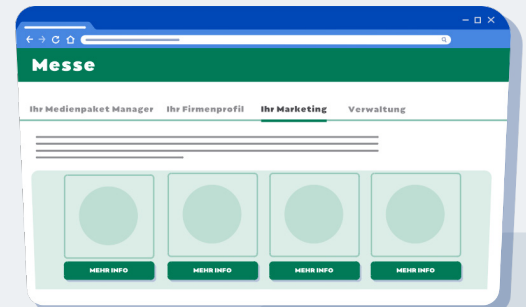 Messe
Ihr Medienpaket Manager Ihr Firmenprofil Ihr Marketing Verwaltung
MEHR INFO MEHR INFO MEHR INFO MEHR INFO